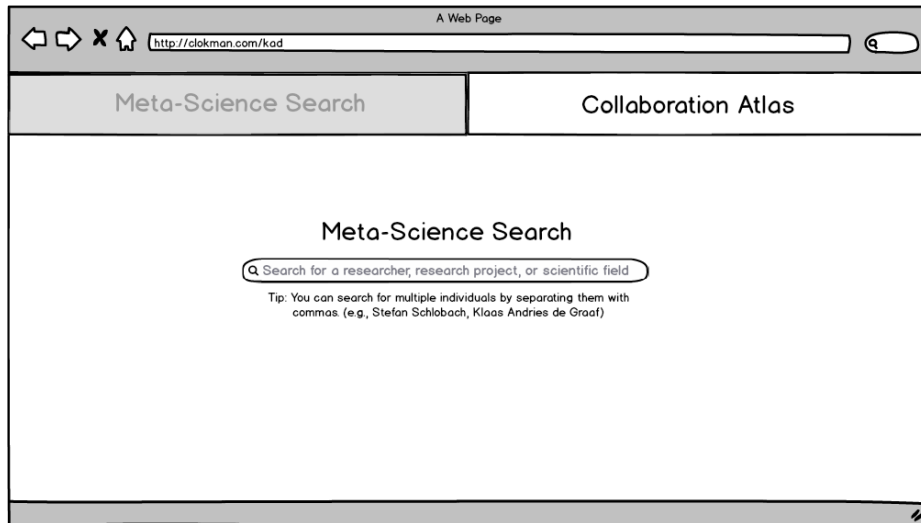 A Web Page
http://clokman.com/kad
Meta-Science Search
Collaboration Atlas
Meta-Science Search
Search for a researcher, research project, or scientific field
Tip: You can search for multiple individuals by separating them with
commas. (e.g., Stefan Schlobach, Klaas Andries de Graaf)